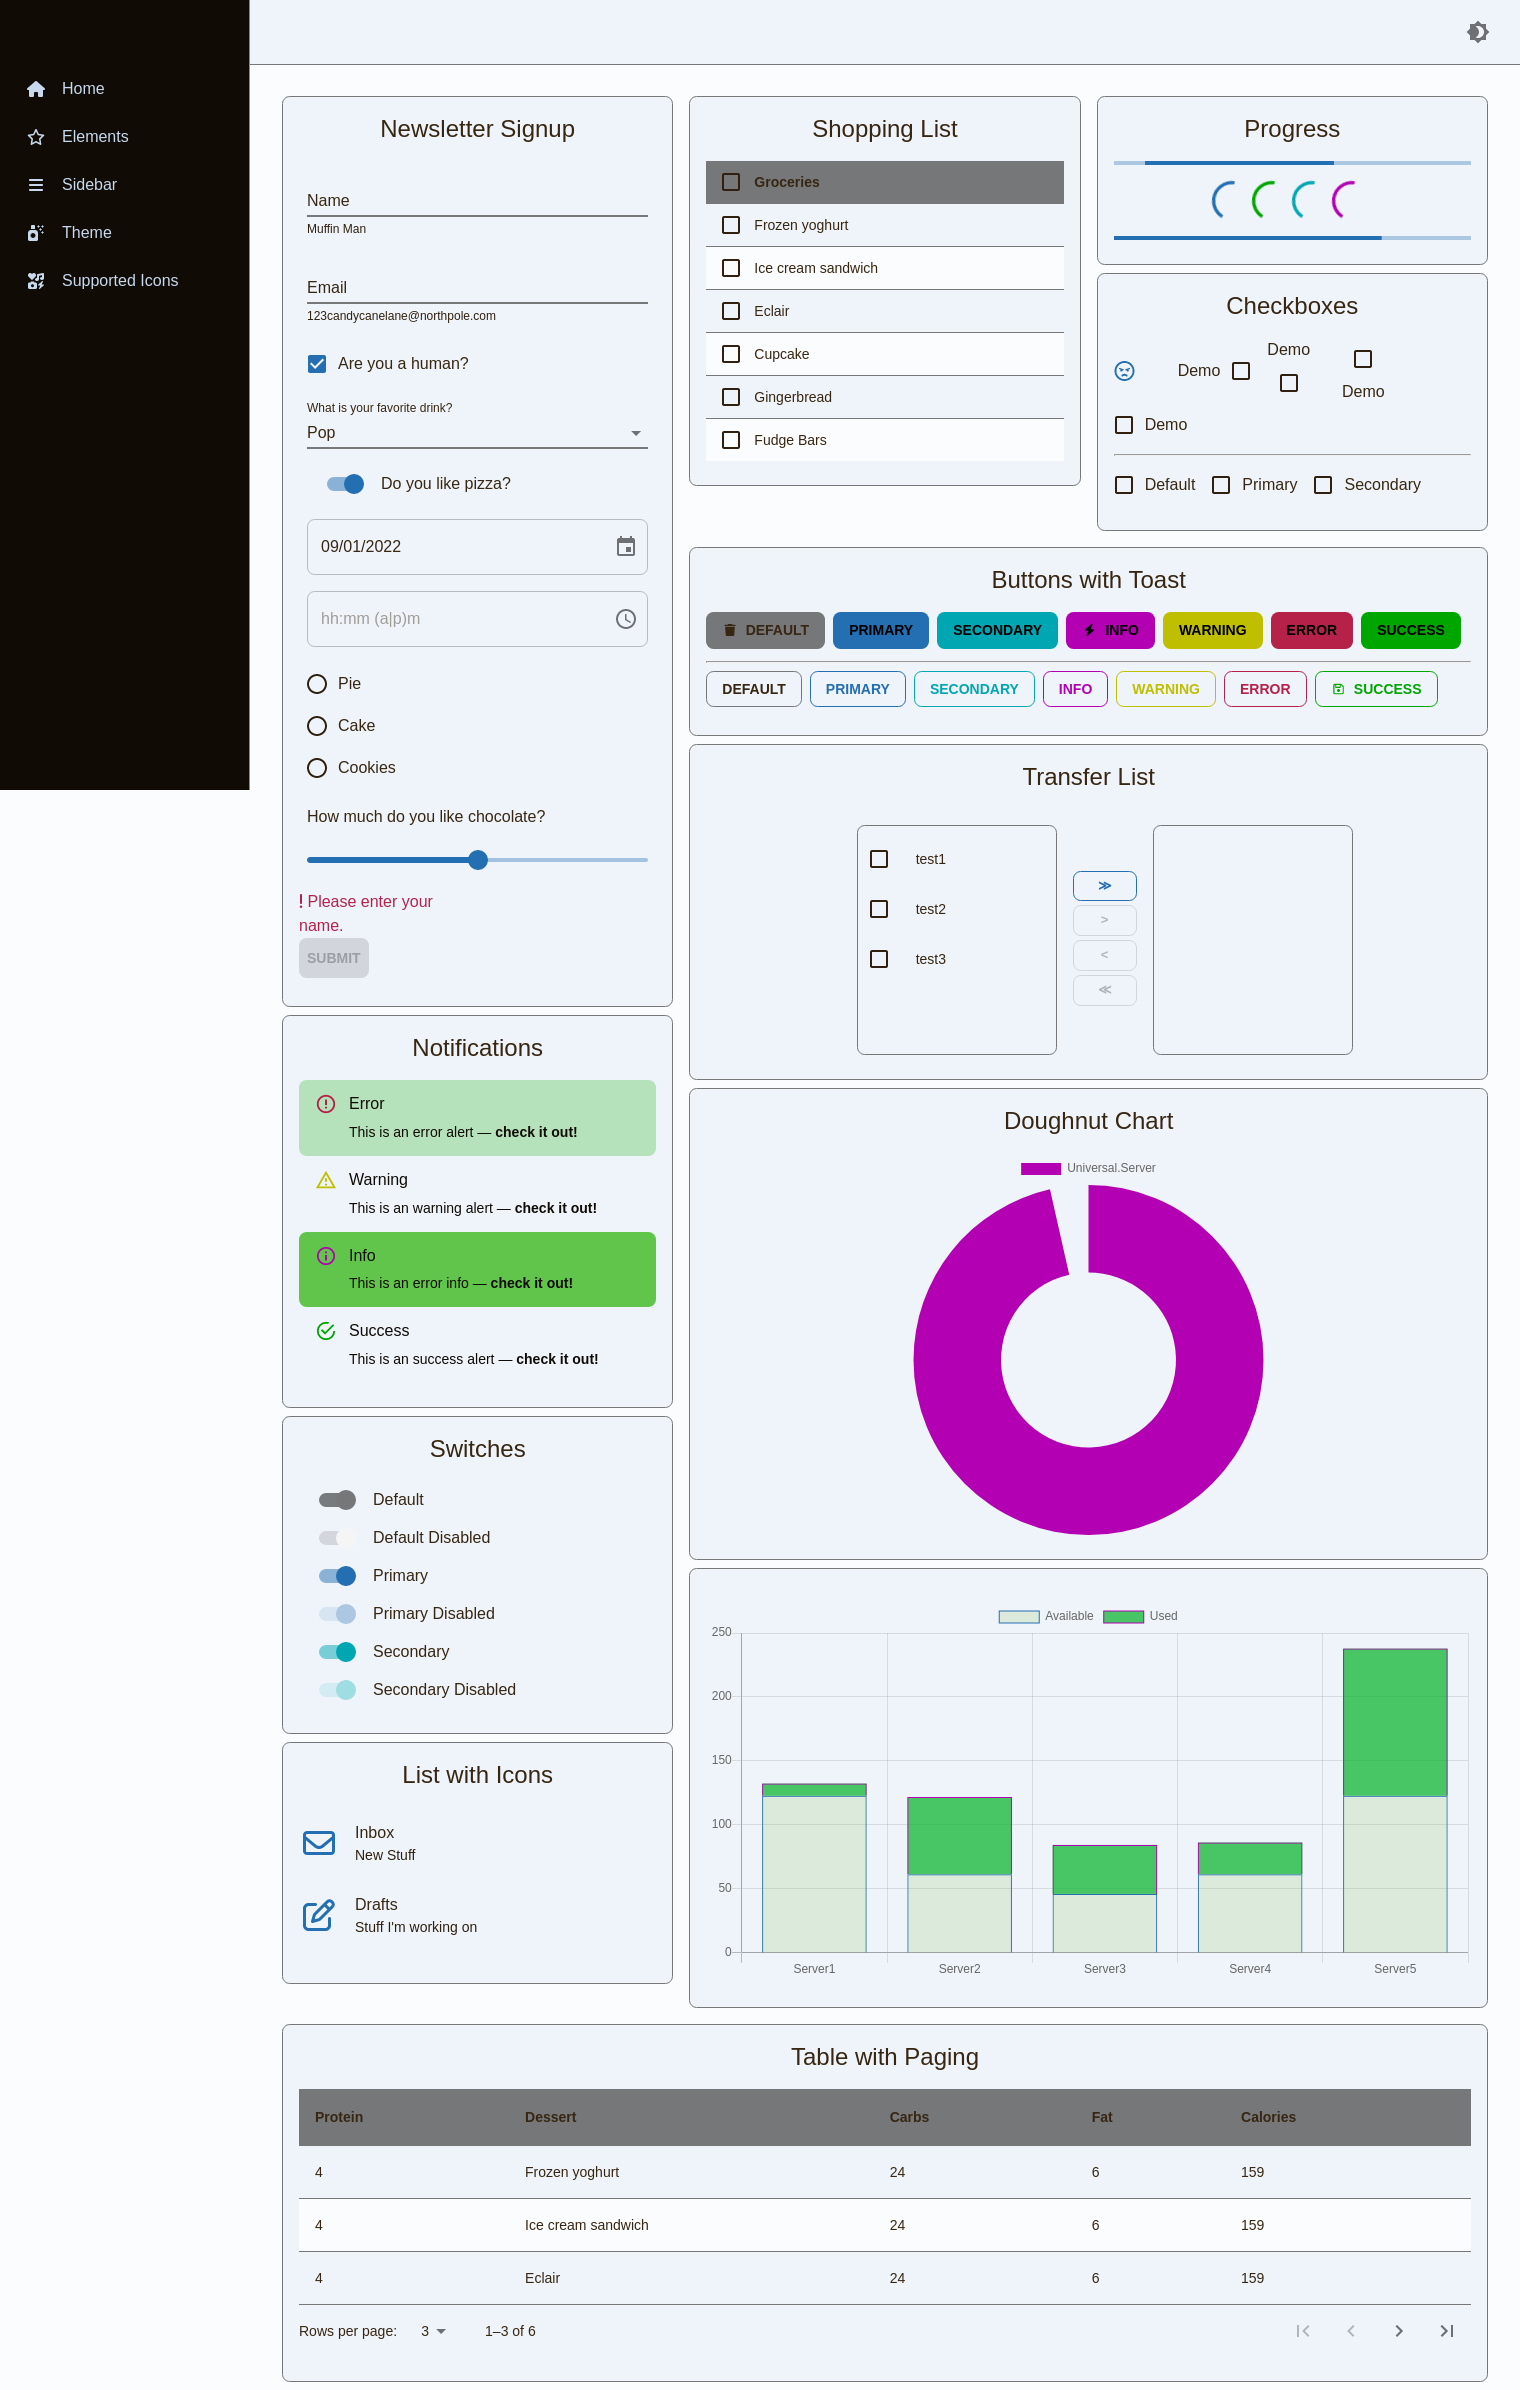 Home
Elements
Sidebar
Theme
Supported Icons
Newsletter Signup
Name
Muffin Man
Email
123candycanelane@northpole.com
Are you a human?
What is your favorite drink?
Pop
Do you like pizza?
09/01/2022
hh:mm (a|p)m
Pie
Cake
Cookies
How much do you like chocolate?
! Please enter your
name.
SUBMIT
Notifications
Error
This is an error alert — check it out!
Warning
This is an warning alert — check it out!
Info
This is an error info — check it out!
Success
This is an success alert — check it out!
Switches
Default
Default Disabled
Primary
Primary Disabled
Secondary
Secondary Disabled
List with Icons
Inbox
New Stuff
Drafts
Stuff I'm working on
Shopping List
Groceries
Frozen yoghurt
Ice cream sandwich
Eclair
Cupcake
Gingerbread
Fudge Bars
Progress
Checkboxes
Demo
Demo
Demo
Demo
Default Primary Secondary
Buttons with Toast
DEFAULT PRIMARY SECONDARY INFO WARNING ERROR SUCCESS
DEFAULT PRIMARY SECONDARY INFO WARNING ERROR SUCCESS
Transfer List
test1
test2
test3
≫
>
<
≪
Doughnut Chart
Universal.Server
Available Used
250
200
150
100
50
0
Server1 Server2 Server3 Server4 Server5
Table with Paging
Protein Dessert Carbs Fat Calories
4 Frozen yoghurt 24 6 159
4 Ice cream sandwich 24 6 159
4 Eclair 24 6 159
Rows per page: 3 1–3 of 6